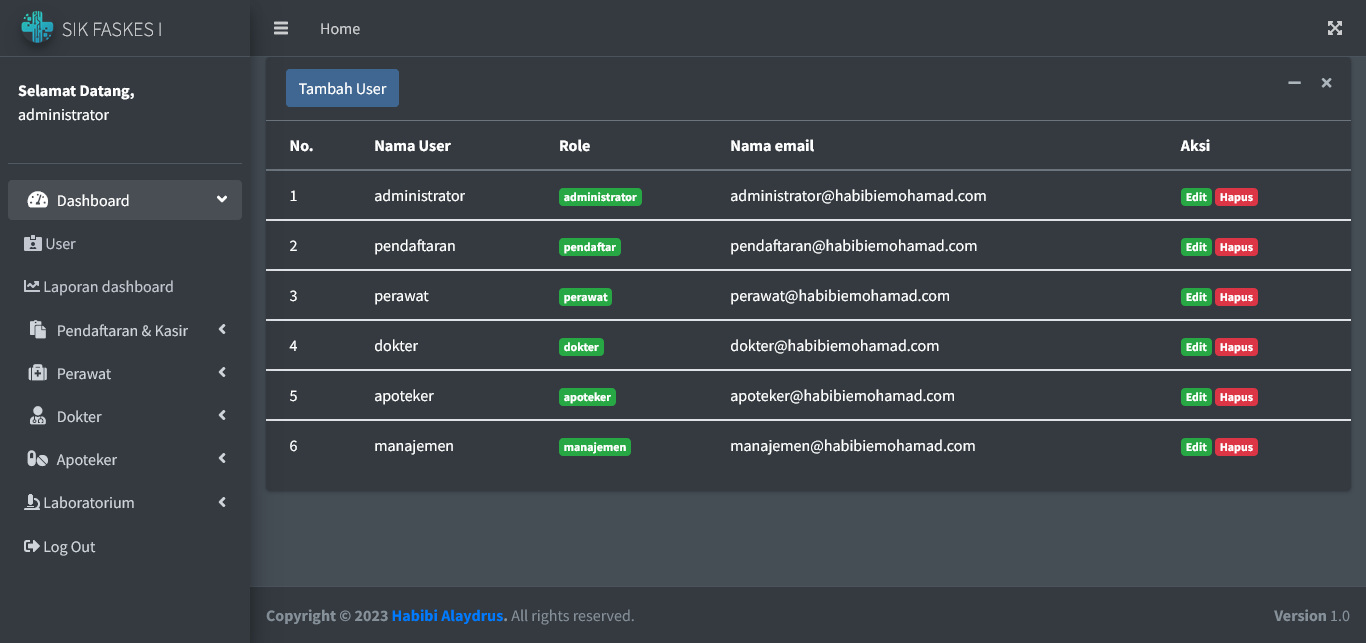 SIK FASKES I
Home
Selamat Datang,
administrator
Dashboard
User
Laporan dashboard
Pendaftaran & Kasir
Perawat
Dokter
Apoteker
Laboratorium
Log Out
Tambah User
No. Nama User Role Nama email Aksi
1 administrator administrator administrator@habibiemohamad.com Edit Hapus
2 pendaftaran pendaftar pendaftaran@habibiemohamad.com Edit Hapus
3 perawat perawat perawat@habibiemohamad.com Edit Hapus
4 dokter dokter dokter@habibiemohamad.com Edit Hapus
5 apoteker apoteker apoteker@habibiemohamad.com Edit Hapus
6 manajemen manajemen manajemen@habibiemohamad.com Edit Hapus
Copyright © 2023 Habibi Alaydrus. All rights reserved. Version 1.0